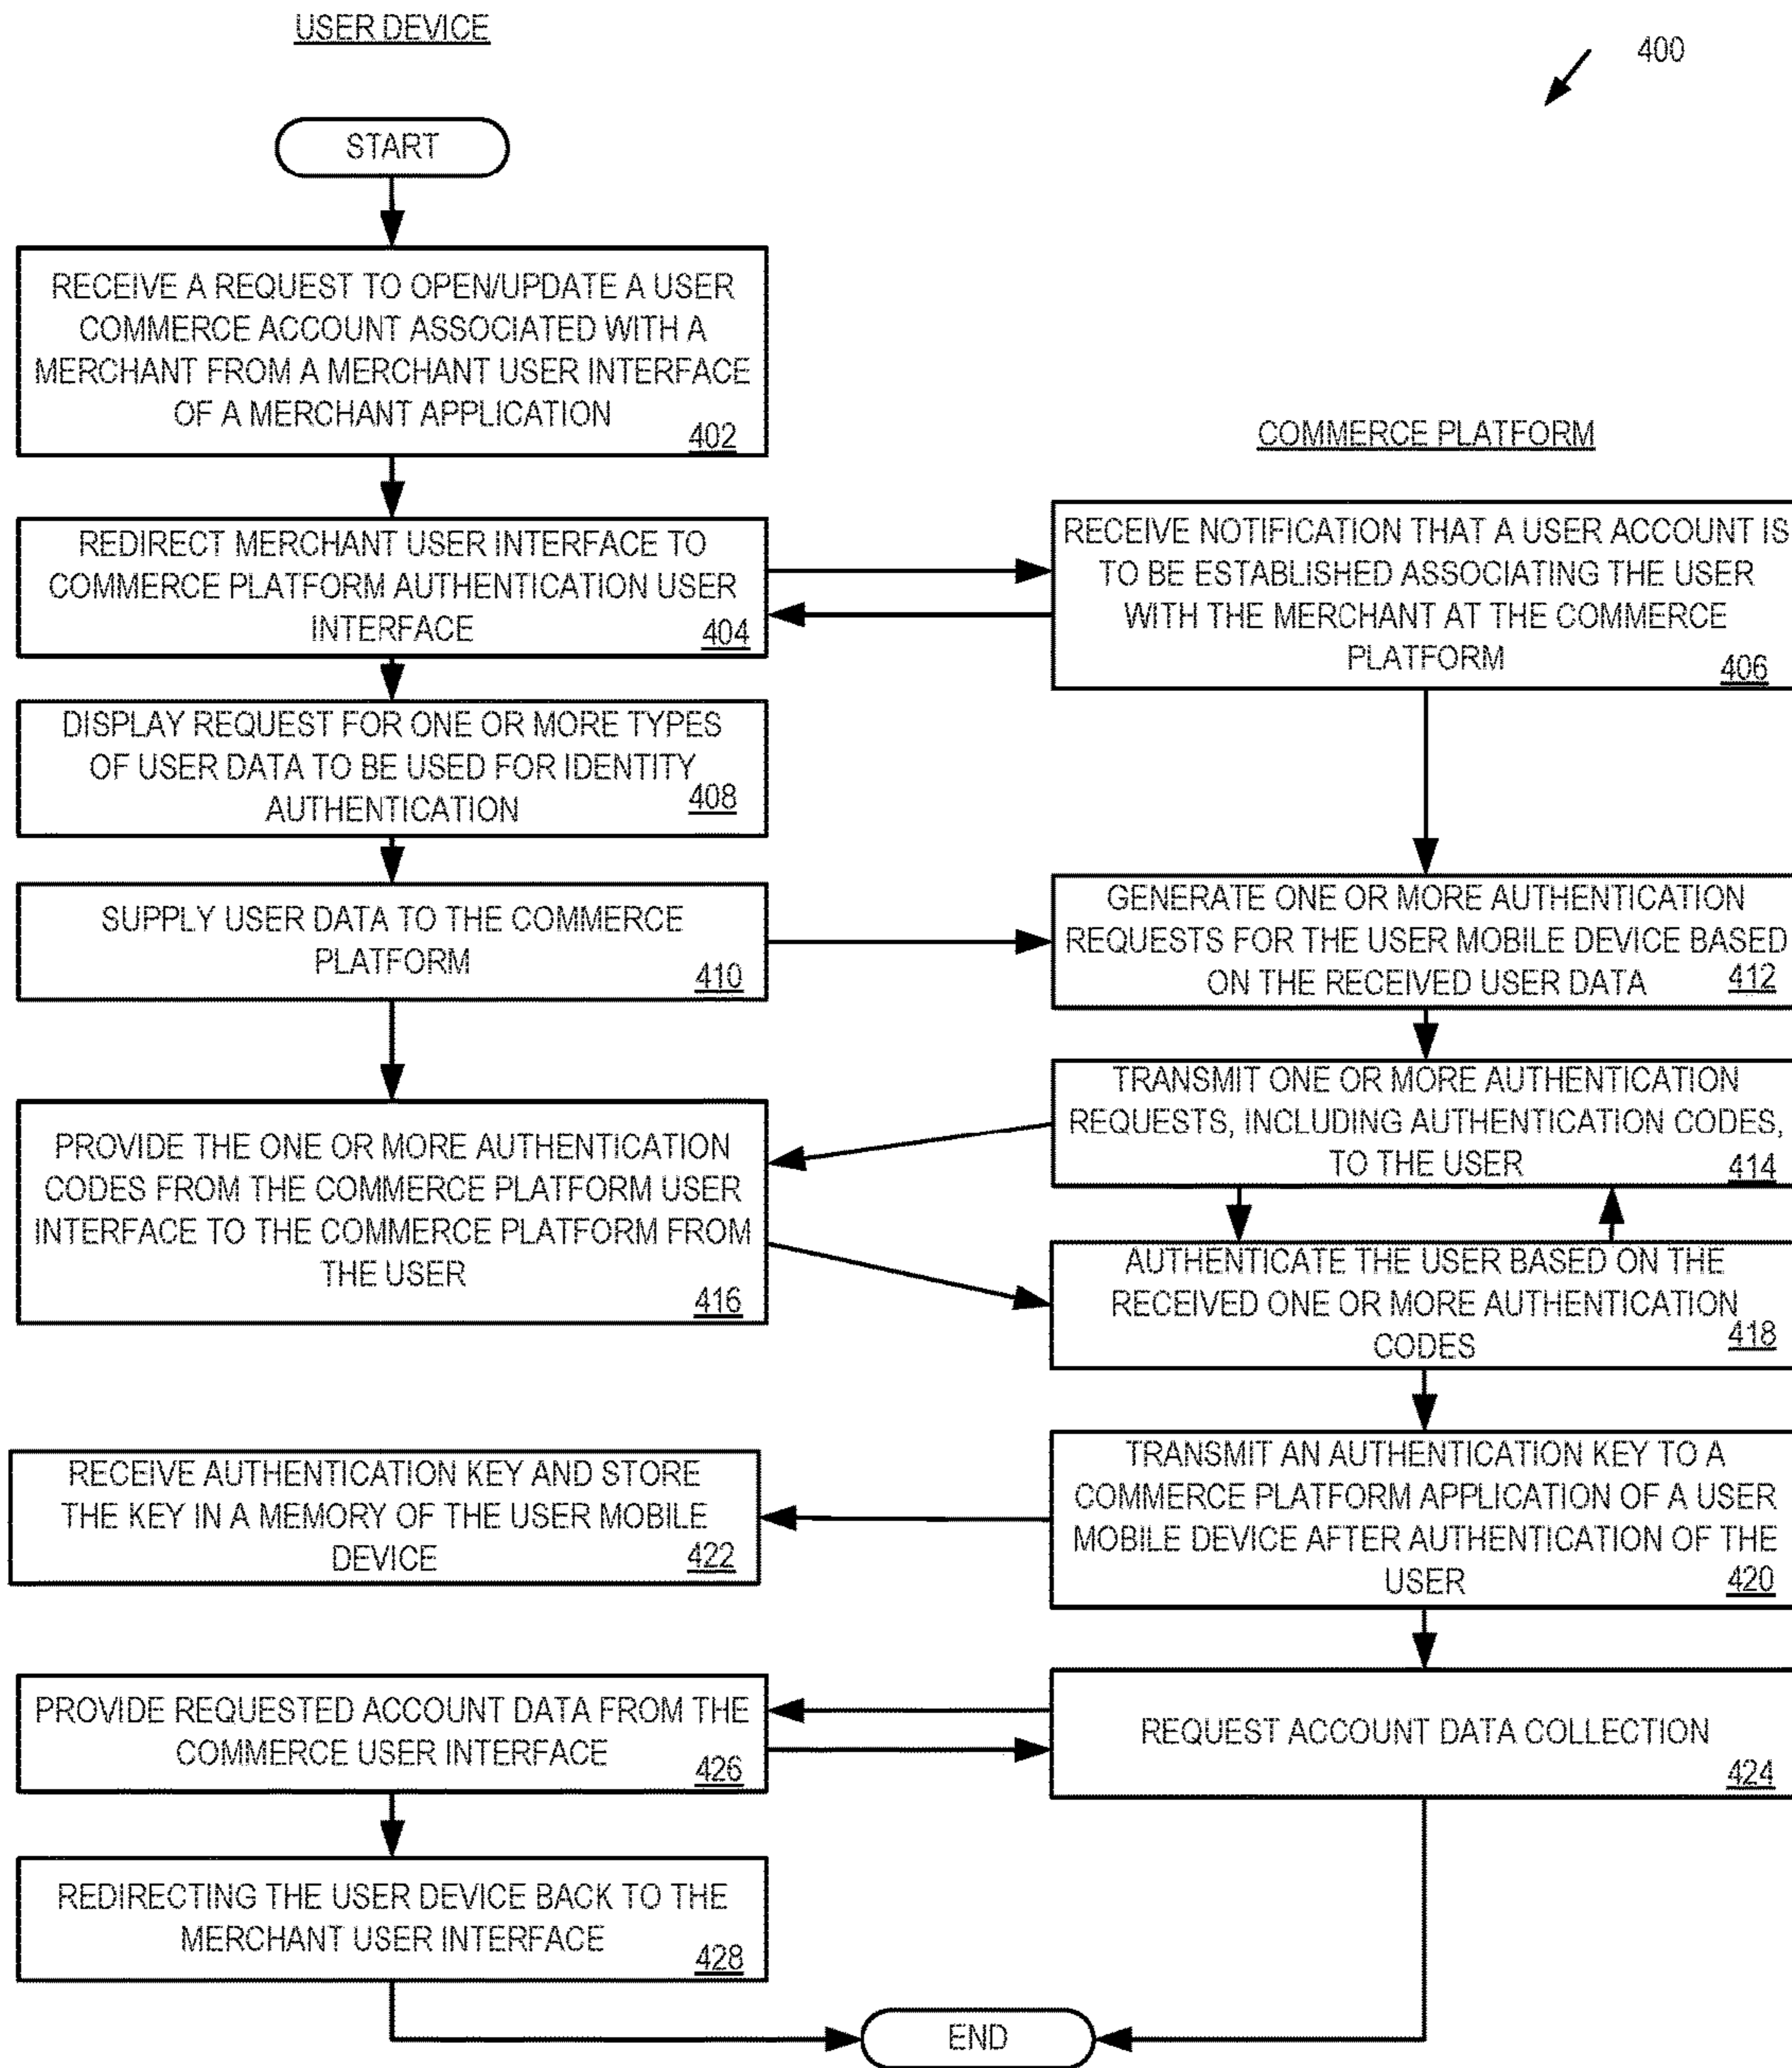 USER DEVICE
400
START
RECEIVE A REQUEST TO OPEN/UPDATE A USER
COMMERCE ACCOUNT ASSOCIATED WITH A
MERCHANT FROM A MERCHANT USER INTERFACE
OF A MERCHANT APPLICATION
402
COMMERCE PLATFORM
REDIRECT MERCHANT USER INTERFACE TO
COMMERCE PLATFORM AUTHENTICATION USER
INTERFACE
404
RECEIVE NOTIFICATION THAT A USER ACCOUNT IS
TO BE ESTABLISHED ASSOCIATING THE USER
WITH THE MERCHANT AT THE COMMERCE
PLATFORM
406
DISPLAY REQUEST FOR ONE OR MORE TYPES
OF USER DATA TO BE USED FOR IDENTITY
AUTHENTICATION
408
SUPPLY USER DATA TO THE COMMERCE
PLATFORM
410
GENERATE ONE OR MORE AUTHENTICATION
REQUESTS FOR THE USER MOBILE DEVICE BASED
ON THE RECEIVED USER DATA
412
TRANSMIT ONE OR MORE AUTHENTICATION
REQUESTS, INCLUDING AUTHENTICATION CODES,
TO THE USER
414
PROVIDE THE ONE OR MORE AUTHENTICATION
CODES FROM THE COMMERCE PLATFORM USER
INTERFACE TO THE COMMERCE PLATFORM FROM
THE USER
416
AUTHENTICATE THE USER BASED ON THE
RECEIVED ONE OR MORE AUTHENTICATION
CODES
418
TRANSMIT AN AUTHENTICATION KEY TO A
COMMERCE PLATFORM APPLICATION OF A USER
MOBILE DEVICE AFTER AUTHENTICATION OF THE
USER
420
RECEIVE AUTHENTICATION KEY AND STORE
THE KEY IN A MEMORY OF THE USER MOBILE
DEVICE
422
REQUEST ACCOUNT DATA COLLECTION
424
PROVIDE REQUESTED ACCOUNT DATA FROM THE
COMMERCE USER INTERFACE
426
REDIRECTING THE USER DEVICE BACK TO THE
MERCHANT USER INTERFACE
428
END